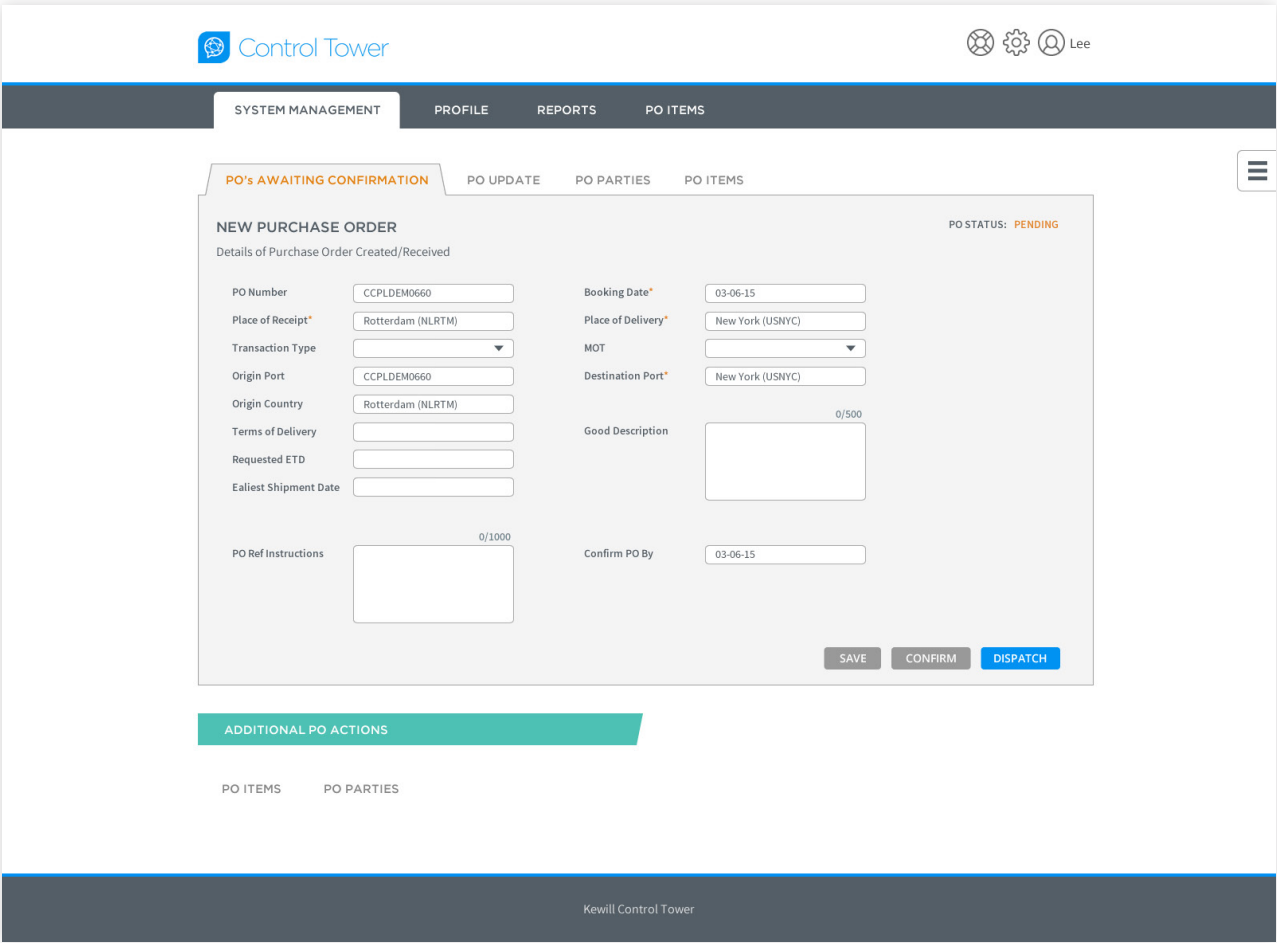 Control Tower
Lee
SYSTEM MANAGEMENT PROFILE REPORTS PO ITEMS
PO's AWAITING CONFIRMATION PO UPDATE PO PARTIES PO ITEMS
NEW PURCHASE ORDER
PO STATUS: PENDING
Details of Purchase Order Created/Received
PO Number CCPLDEM0660 Booking Date* 03-06-15
Place of Receipt* Rotterdam (NLRTM) Place of Delivery* New York (USNYC)
Transaction Type MOT
Origin Port CCPLDEM0660 Destination Port* New York (USNYC)
Origin Country Rotterdam (NLRTM)
0/500
Terms of Delivery Good Description
Requested ETD
Ealiest Shipment Date
0/1000
PO Ref Instructions Confirm PO By 03-06-15
SAVE CONFIRM DISPATCH
ADDITIONAL PO ACTIONS
PO ITEMS PO PARTIES
Kewill Control Tower